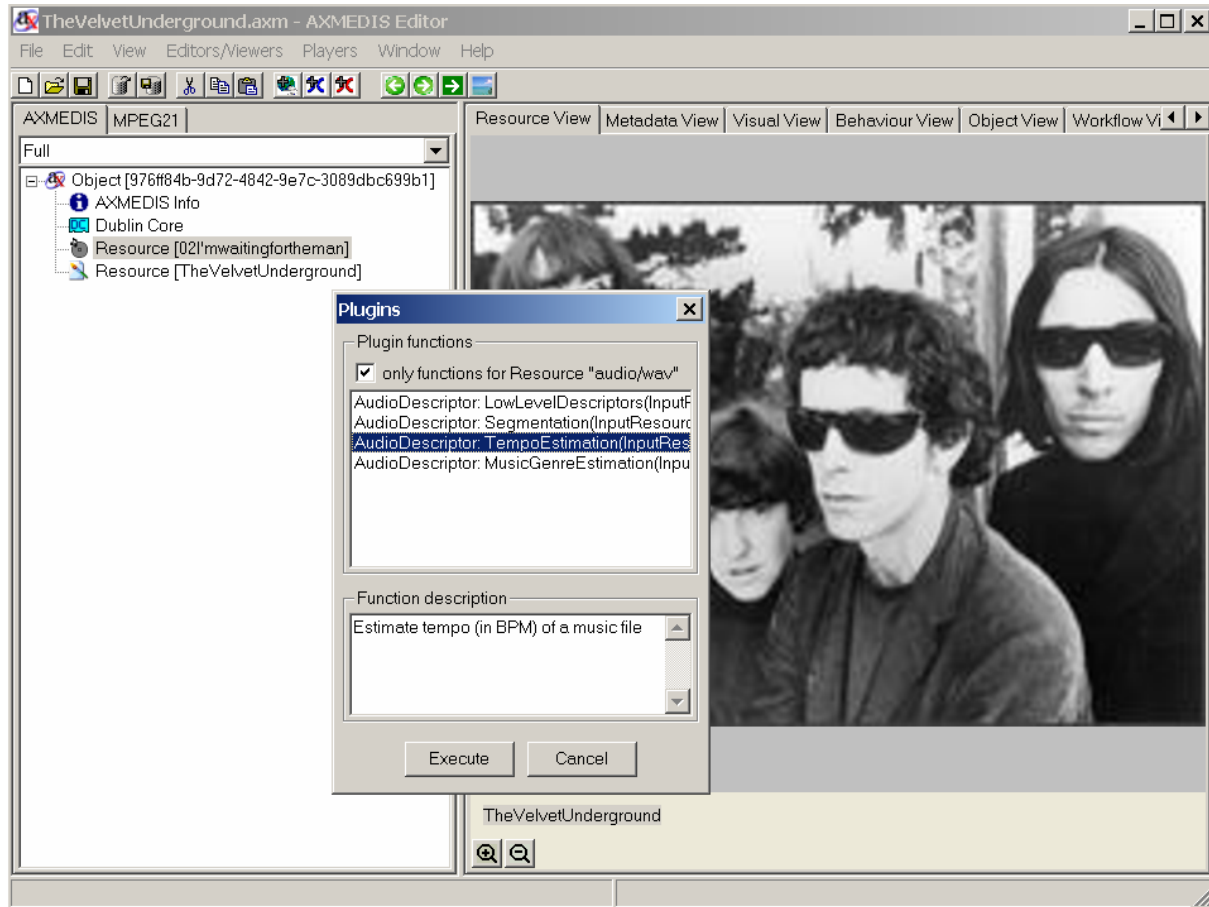 TheVelvetUnderground.axm - AXMEDIS Editor
File Edit View Editors/Viewers Players Window Help
AXMEDIS MPEG21
Full
Object [976ff84b-9d72-4842-9e7c-3089dbc699b1]
AXMEDIS Info
Dublin Core
Resource [02I'mwaitingfortheman]
Resource [TheVelvetUnderground]
Resource View Metadata View Visual View Behaviour View Object View Workflow Vi
Plugins
Plugin functions
only functions for Resource "audio/wav"
AudioDescriptor: LowLevelDescriptors(InputF
AudioDescriptor: Segmentation(InputResourc
AudioDescriptor: TempoEstimation(InputRes
AudioDescriptor: MusicGenreEstimation(Inpu
Function description
Estimate tempo (in BPM) of a music file
Execute Cancel
TheVelvetUnderground